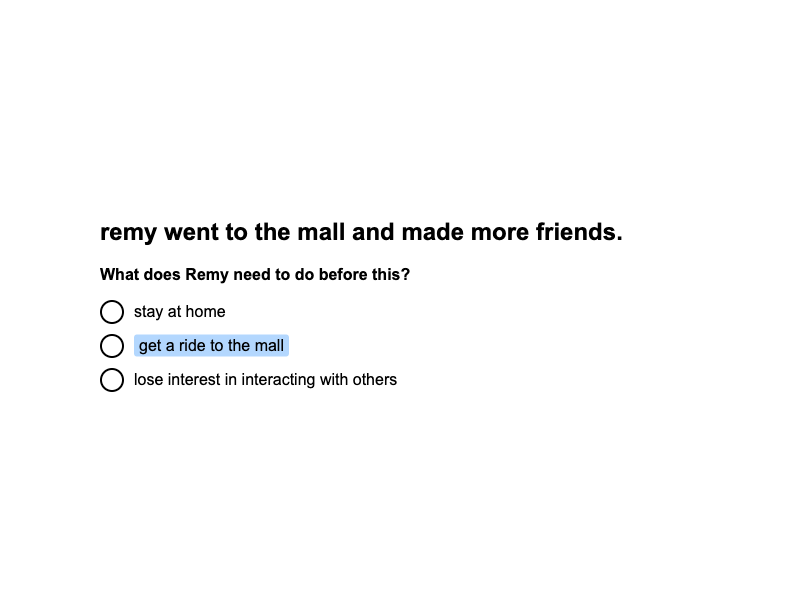 remy went to the mall and made more friends.
What does Remy need to do before this?
stay at home
get a ride to the mall
lose interest in interacting with others